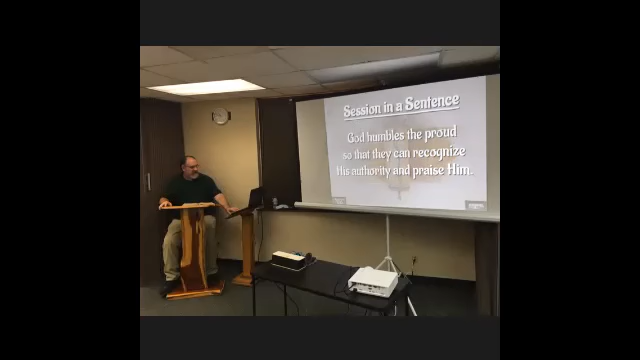 Session in a Sentence
God humbles the proud
so that they can recognize
His authority and praise Him.